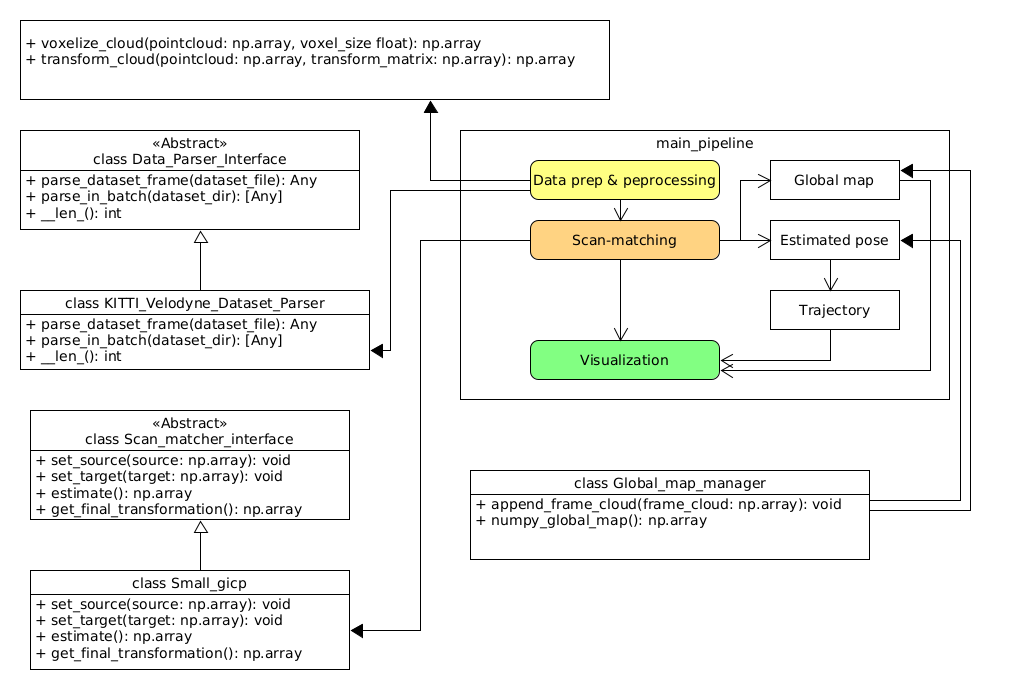 + voxelize_cloud(pointcloud: np.array, voxel_size float): np.array
+ transform_cloud(pointcloud: np.array, transform_matrix: np.array): np.array
«Abstract»
class Data_Parser_Interface
+ parse_dataset_frame(dataset_file): Any
+ parse_in_batch(dataset_dir): [Any]
+ __len_(): int
class KITTI_Velodyne_Dataset_Parser
+ parse_dataset_frame(dataset_file): Any
+ parse_in_batch(dataset_dir): [Any]
+ __len_(): int
«Abstract»
class Scan_matcher_interface
+ set_source(source: np.array): void
+ set_target(target: np.array): void
+ estimate(): np.array
+ get_final_transformation(): np.array
class Small_gicp
+ set_source(source: np.array): void
+ set_target(target: np.array): void
+ estimate(): np.array
+ get_final_transformation(): np.array
main_pipeline
Data prep & peprocessing
Global map
Scan-matching
Estimated pose
Trajectory
Visualization
class Global_map_manager
+ append_frame_cloud(frame_cloud: np.array): void
+ numpy_global_map(): np.array